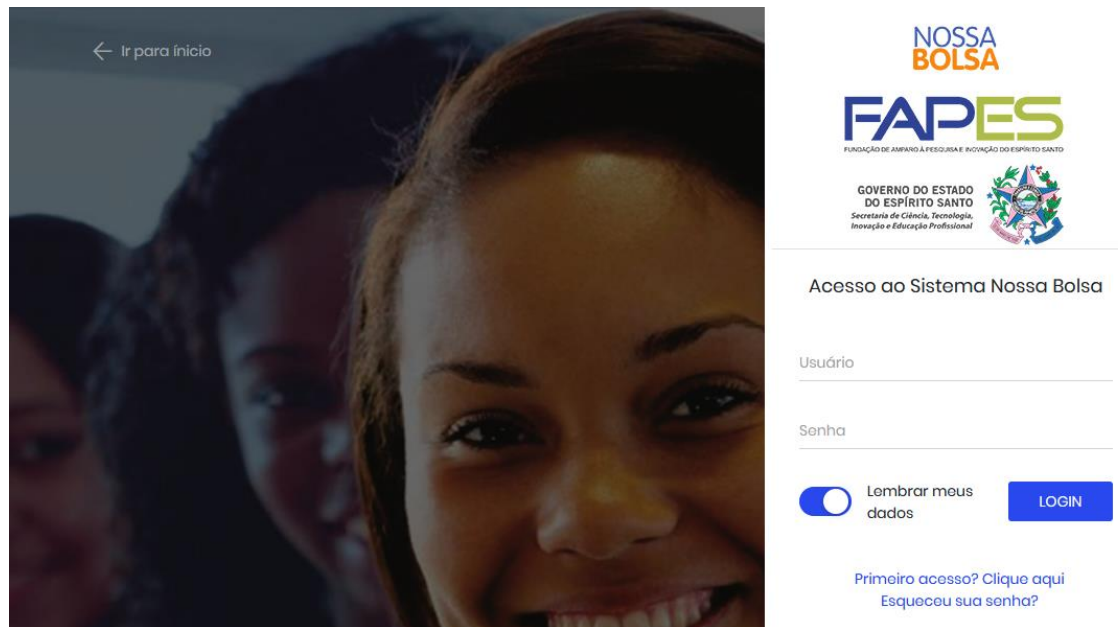 ← Ir para ínicio
NOSSA
BOLSA
FAPES
FUNDAÇÃO DE AMPARO À PESQUISA E INOVAÇÃO DO ESPÍRITO SANTO
GOVERNO DO ESTADO
DO ESPÍRITO SANTO
Secretaria de Ciência, Tecnologia,
Inovação e Educação Profissional
Acesso ao Sistema Nossa Bolsa
Usuário
Senha
Lembrar meus
dados
LOGIN
Primeiro acesso? Clique aqui
Esqueceu sua senha?